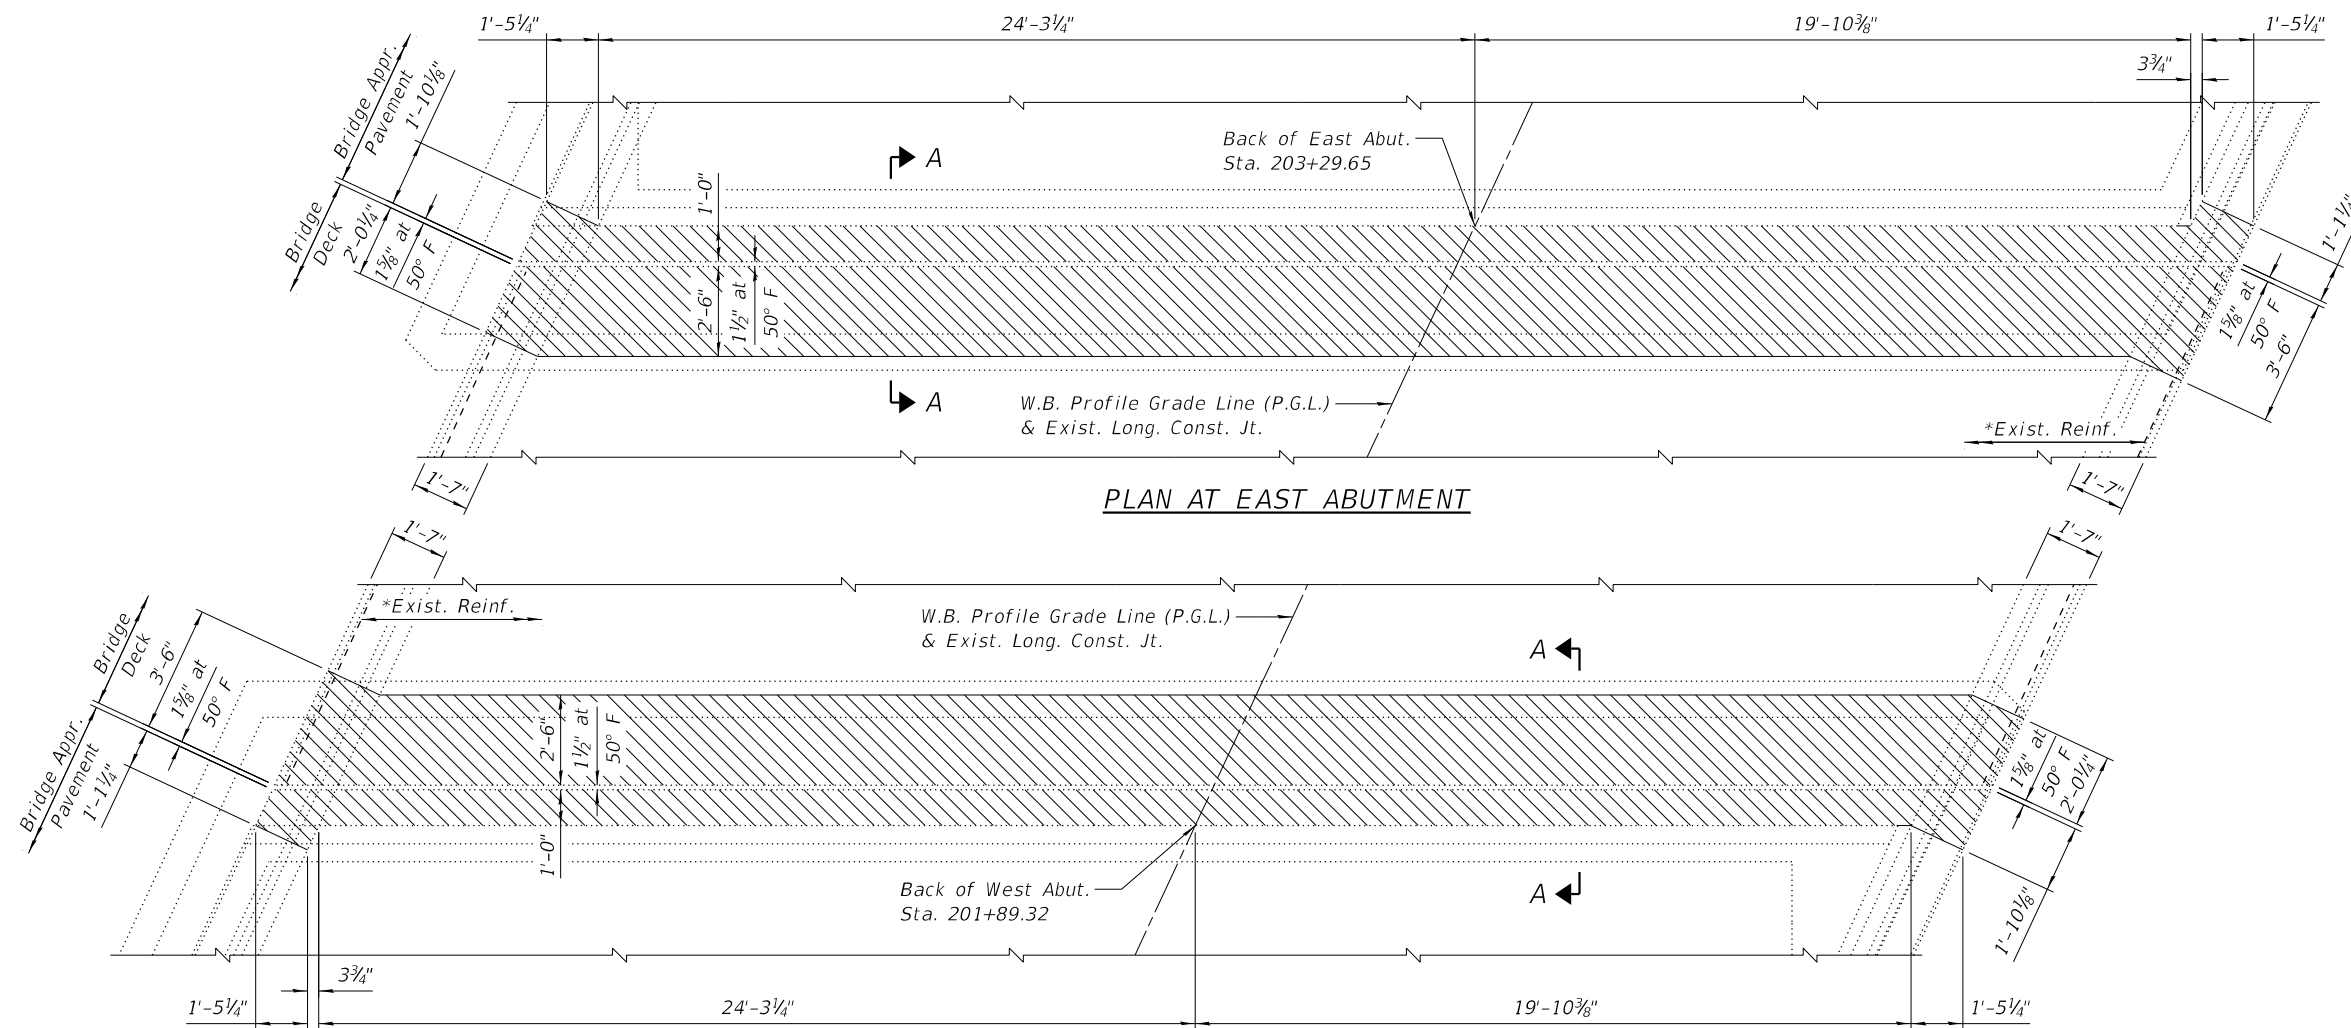 1'-5¼" 24'-3¼" 19'-10⅜" 1'-5¼"
3¾"
Bridge Appr.
Pavement
1'-10⅛"
Bridge
Deck
2'-0¼"
1⅝" at
50° F
A
1'-0"
2'-6"
1½" at
50° F
Back of East Abut.
Sta. 203+29.65
1'-1¼"
1⅝" at
50° F
3'-6"
A
W.B. Profile Grade Line (P.G.L.)
& Exist. Long. Const. Jt.
*Exist. Reinf.
1'-7"
1'-7"
PLAN AT EAST ABUTMENT
1'-7"
1'-7"
*Exist. Reinf.
W.B. Profile Grade Line (P.G.L.)
& Exist. Long. Const. Jt.
A
Bridge
Deck
3'-6"
1⅝" at
50° F
Bridge Appr.
Pavement
1'-1¼"
2'-6"
1½" at
50° F
1'-0"
1⅝" at
50° F
2'-0¼"
1'-10⅛"
Back of West Abut.
Sta. 201+89.32
A
3¾"
1'-5¼" 24'-3¼" 19'-10⅜" 1'-5¼"